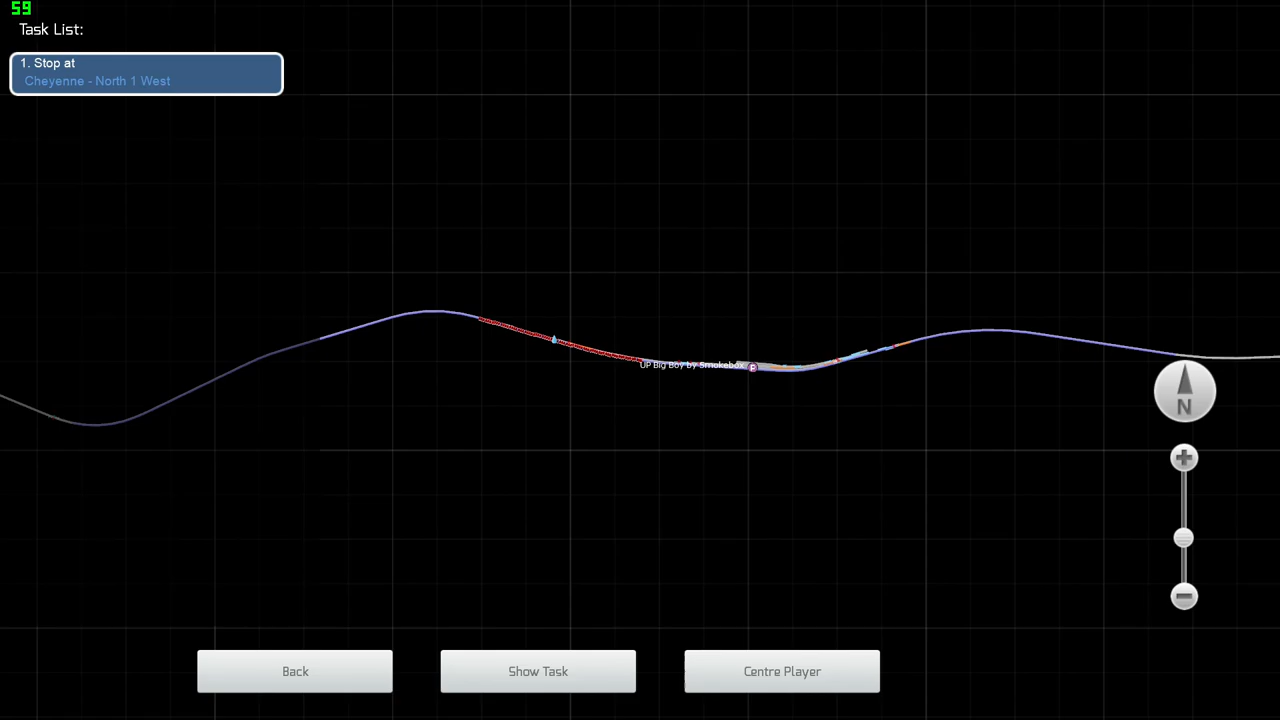 59
Task List:
1. Stop at
Cheyenne - North 1 West
UP Big Boy by Smokebox
P
N
Back
Show Task
Centre Player